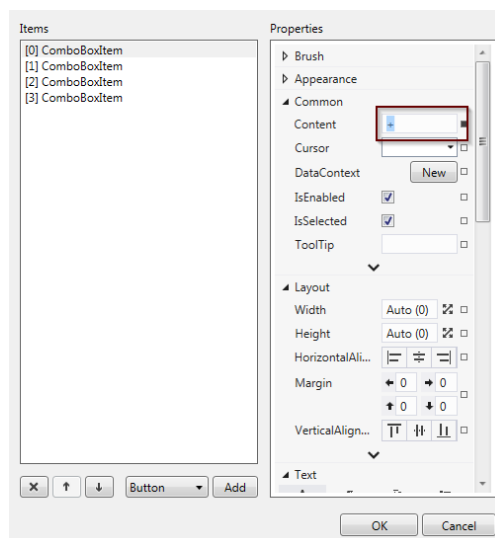 Items
[0] ComboBoxItem
[1] ComboBoxItem
[2] ComboBoxItem
[3] ComboBoxItem
Button
Add
Properties
Brush
Appearance
Common
Content +
Cursor
DataContext New
IsEnabled
IsSelected
ToolTip
Layout
Width Auto (0)
Height Auto (0)
HorizontalAli...
Margin 0 0
0 0
VerticalAlign...
Text
OK Cancel